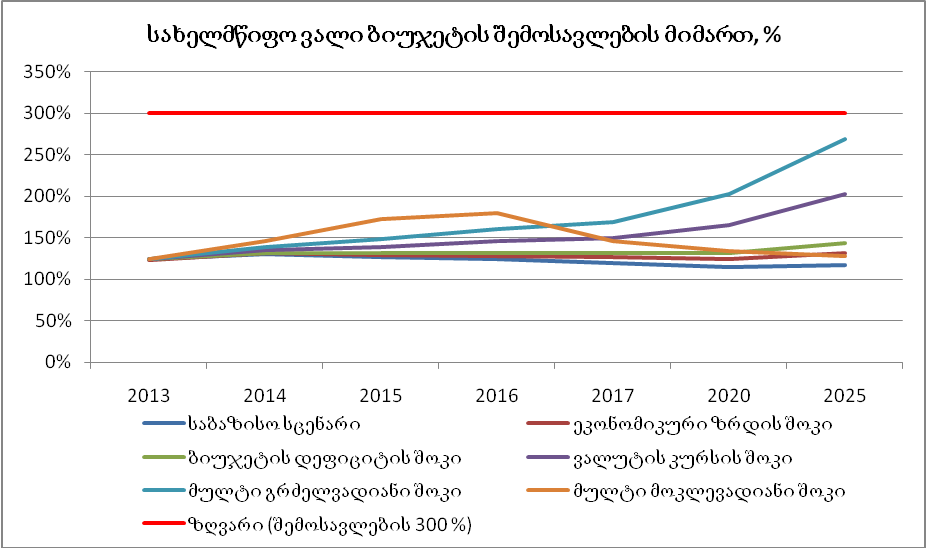 სახელმწიფო ვალი ბიუჯეტის შემოსავლების მიმართ, %
350%
300%
250%
200%
150%
100%
50%
0%
2013 2014 2015 2016 2017 2020 2025
საბაზისო სცენარი ეკონომიკური ზრდის შოკი
ბიუჯეტის დეფიციტის შოკი ვალუტის კურსის შოკი
მულტი გრძელვადიანი შოკი მულტი მოკლევადიანი შოკი
ზღვარი (შემოსავლების 300 %)